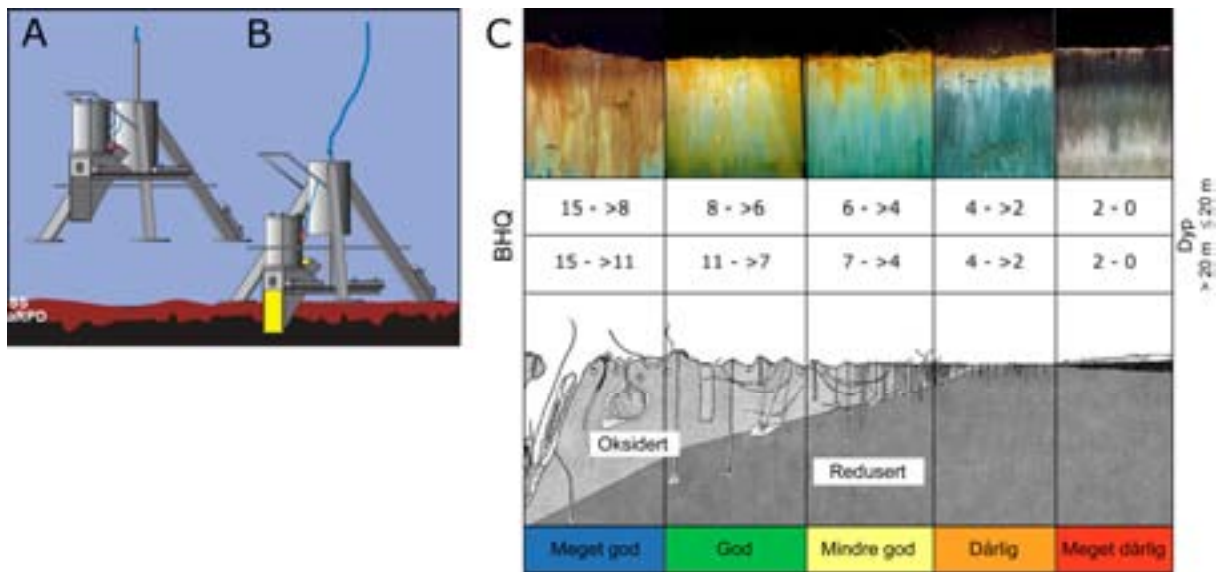 A
B
C
SS
aRPD
BHQ
15 - >8
8 - >6
6 - >4
4 - >2
2 - 0
15 - >11
11 - >7
7 - >4
4 - >2
2 - 0
Dyp
> 20 m ≤ 20 m
Oksidert
Redusert
Meget god
God
Mindre god
Dårlig
Meget dårlig